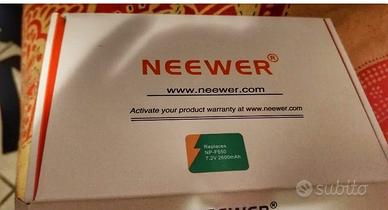 NEEWER®
www.neewer.com
Activate your product warranty at www.neewer.com
Replaces
NP-F550
7.2V 2600mAh
subito
NEEWER®